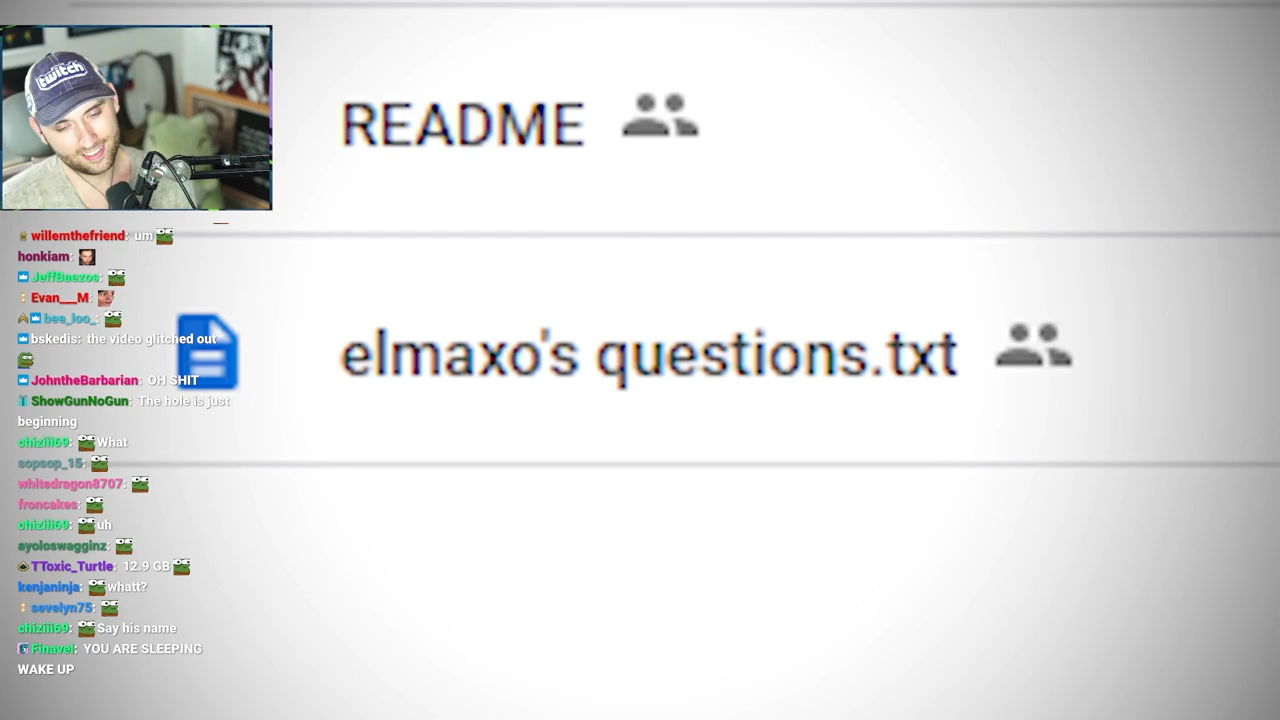 twitch
README
elmaxo's questions.txt
willemthefriend: um
honkiam:
JeffBaezos:
Evan___M:
bee_loo_:
bskedis: the video glitched out
JohntheBarbarian: OH SHIT
ShowGunNoGun: The hole is just
beginning
chiziii69: What
sopsop_15:
whitedragon8707:
froncakes:
chiziii69: uh
ayoloswagginz:
TToxic_Turtle: 12.9 GB
kenjaninja: whatt?
sevelyn75:
chiziii69: Say his name
Finavel: YOU ARE SLEEPING
WAKE UP